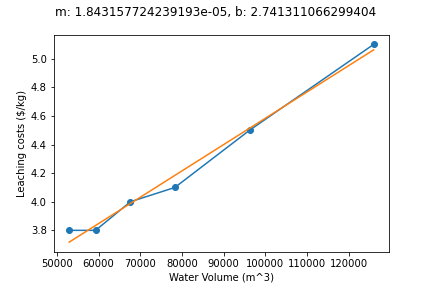 m: 1.843157724239193e-05, b: 2.741311066299404
5.0
4.8
4.6
4.4
4.2
4.0
3.8
Leaching costs ($/kg)
50000 60000 70000 80000 90000 100000 110000 120000
Water Volume (m^3)